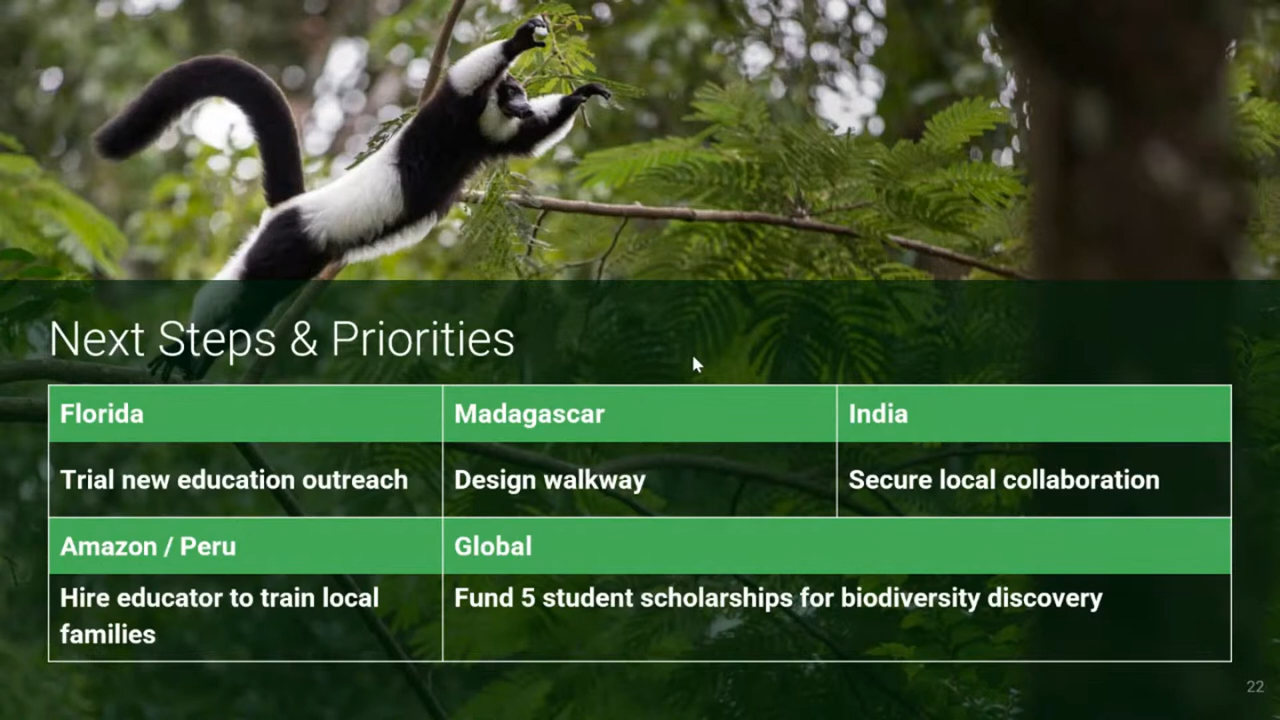 Next Steps & Priorities
Florida
Madagascar
India
Trial new education outreach
Design walkway
Secure local collaboration
Amazon / Peru
Global
Hire educator to train local
families
Fund 5 student scholarships for biodiversity discovery
22